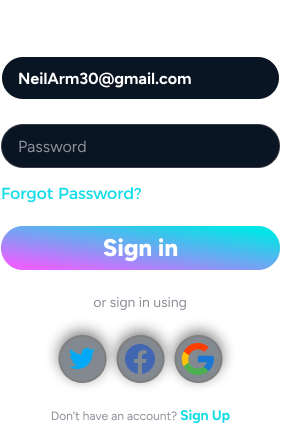 NeilArm30@gmail.com
Password
Forgot Password?
Sign in
or sign in using
Don't have an account? Sign Up